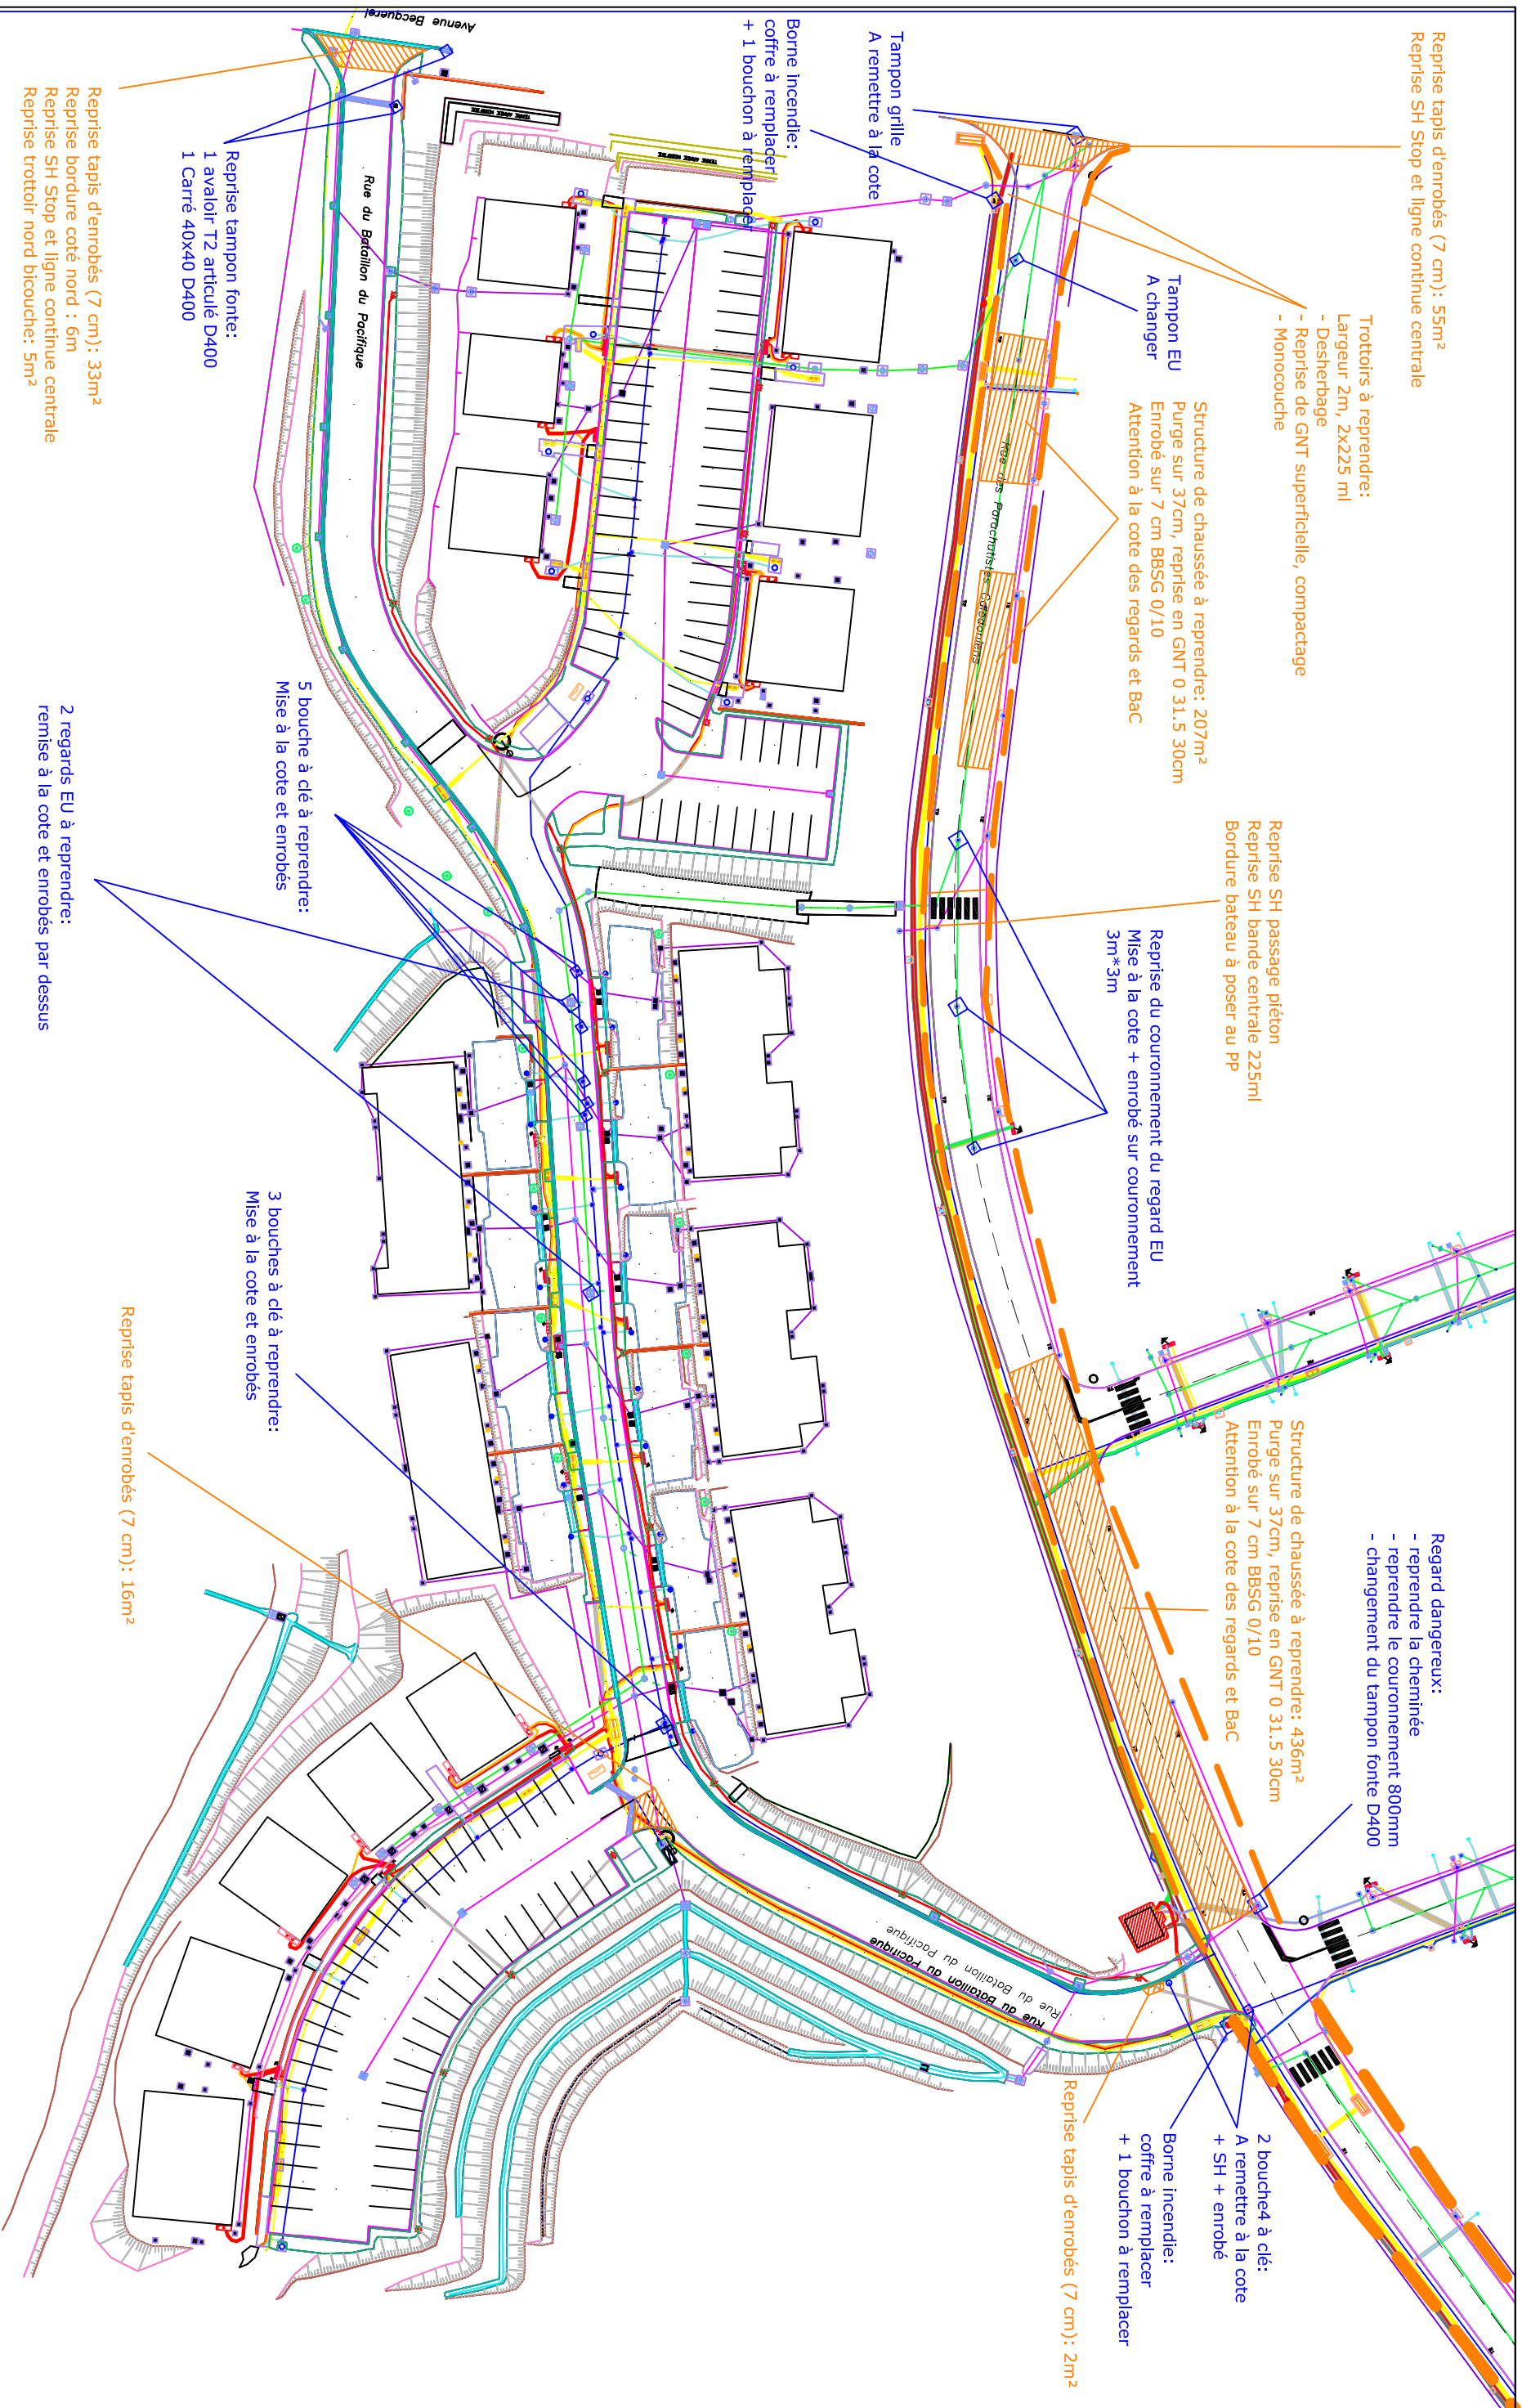 Reprise tapis d'enrobés (7 cm): 55m²
Reprise SH Stop et ligne continue centrale
Trottoirs à reprendre:
Largeur 2m, 2x225 ml
- Desherbage
- Reprise de GNT superficielle, compactage
- Monocouche
Tampon grille
A remettre à la cote
Borne incendie:
coffre à remplacer
+ 1 bouchon à remplacer
Tampon EU
A changer
Structure de chaussée à reprendre: 207m²
Purge sur 37cm, reprise en GNT 0 31.5 30cm
Enrobé sur 7 cm BBSG 0/10
Attention à la cote des regards et BaC
Rue des Parachutistes Calédoniens
Reprise SH passage piéton
Reprise SH bande centrale 225ml
Bordure bateau à poser au PP
Reprise du couronnement du regard EU
Mise à la cote + enrobé sur couronnement
3m*3m
Structure de chaussée à reprendre: 436m²
Purge sur 37cm, reprise en GNT 0 31.5 30cm
Enrobé sur 7 cm BBSG 0/10
Attention à la cote des regards et BaC
Regard dangereux:
- reprendre la cheminée
- reprendre le couronnement 800mm
- changement du tampon fonte D400
2 bouche4 à clé:
A remettre à la cote
+ SH + enrobé
Borne incendie:
coffre à remplacer
+ 1 bouchon à remplacer
Reprise tapis d'enrobés (7 cm): 2m²
Rue du Bataillon du Pacifique
Rue du Bataillon du Pacifique
Avenue Becquerel
Rue du Bataillon du Pacifique
Reprise tampon fonte:
1 avaloir T2 articulé D400
1 Carré 40x40 D400
Reprise tapis d'enrobés (7 cm): 33m²
Reprise bordure coté nord : 6m
Reprise SH Stop et ligne continue centrale
Reprise trottoir nord bicouche: 5m²
5 bouche à clé à reprendre:
Mise à la cote et enrobés
2 regards EU à reprendre:
remise à la cote et enrobés par dessus
3 bouches à clé à reprendre:
Mise à la cote et enrobés
Reprise tapis d'enrobés (7 cm): 16m²